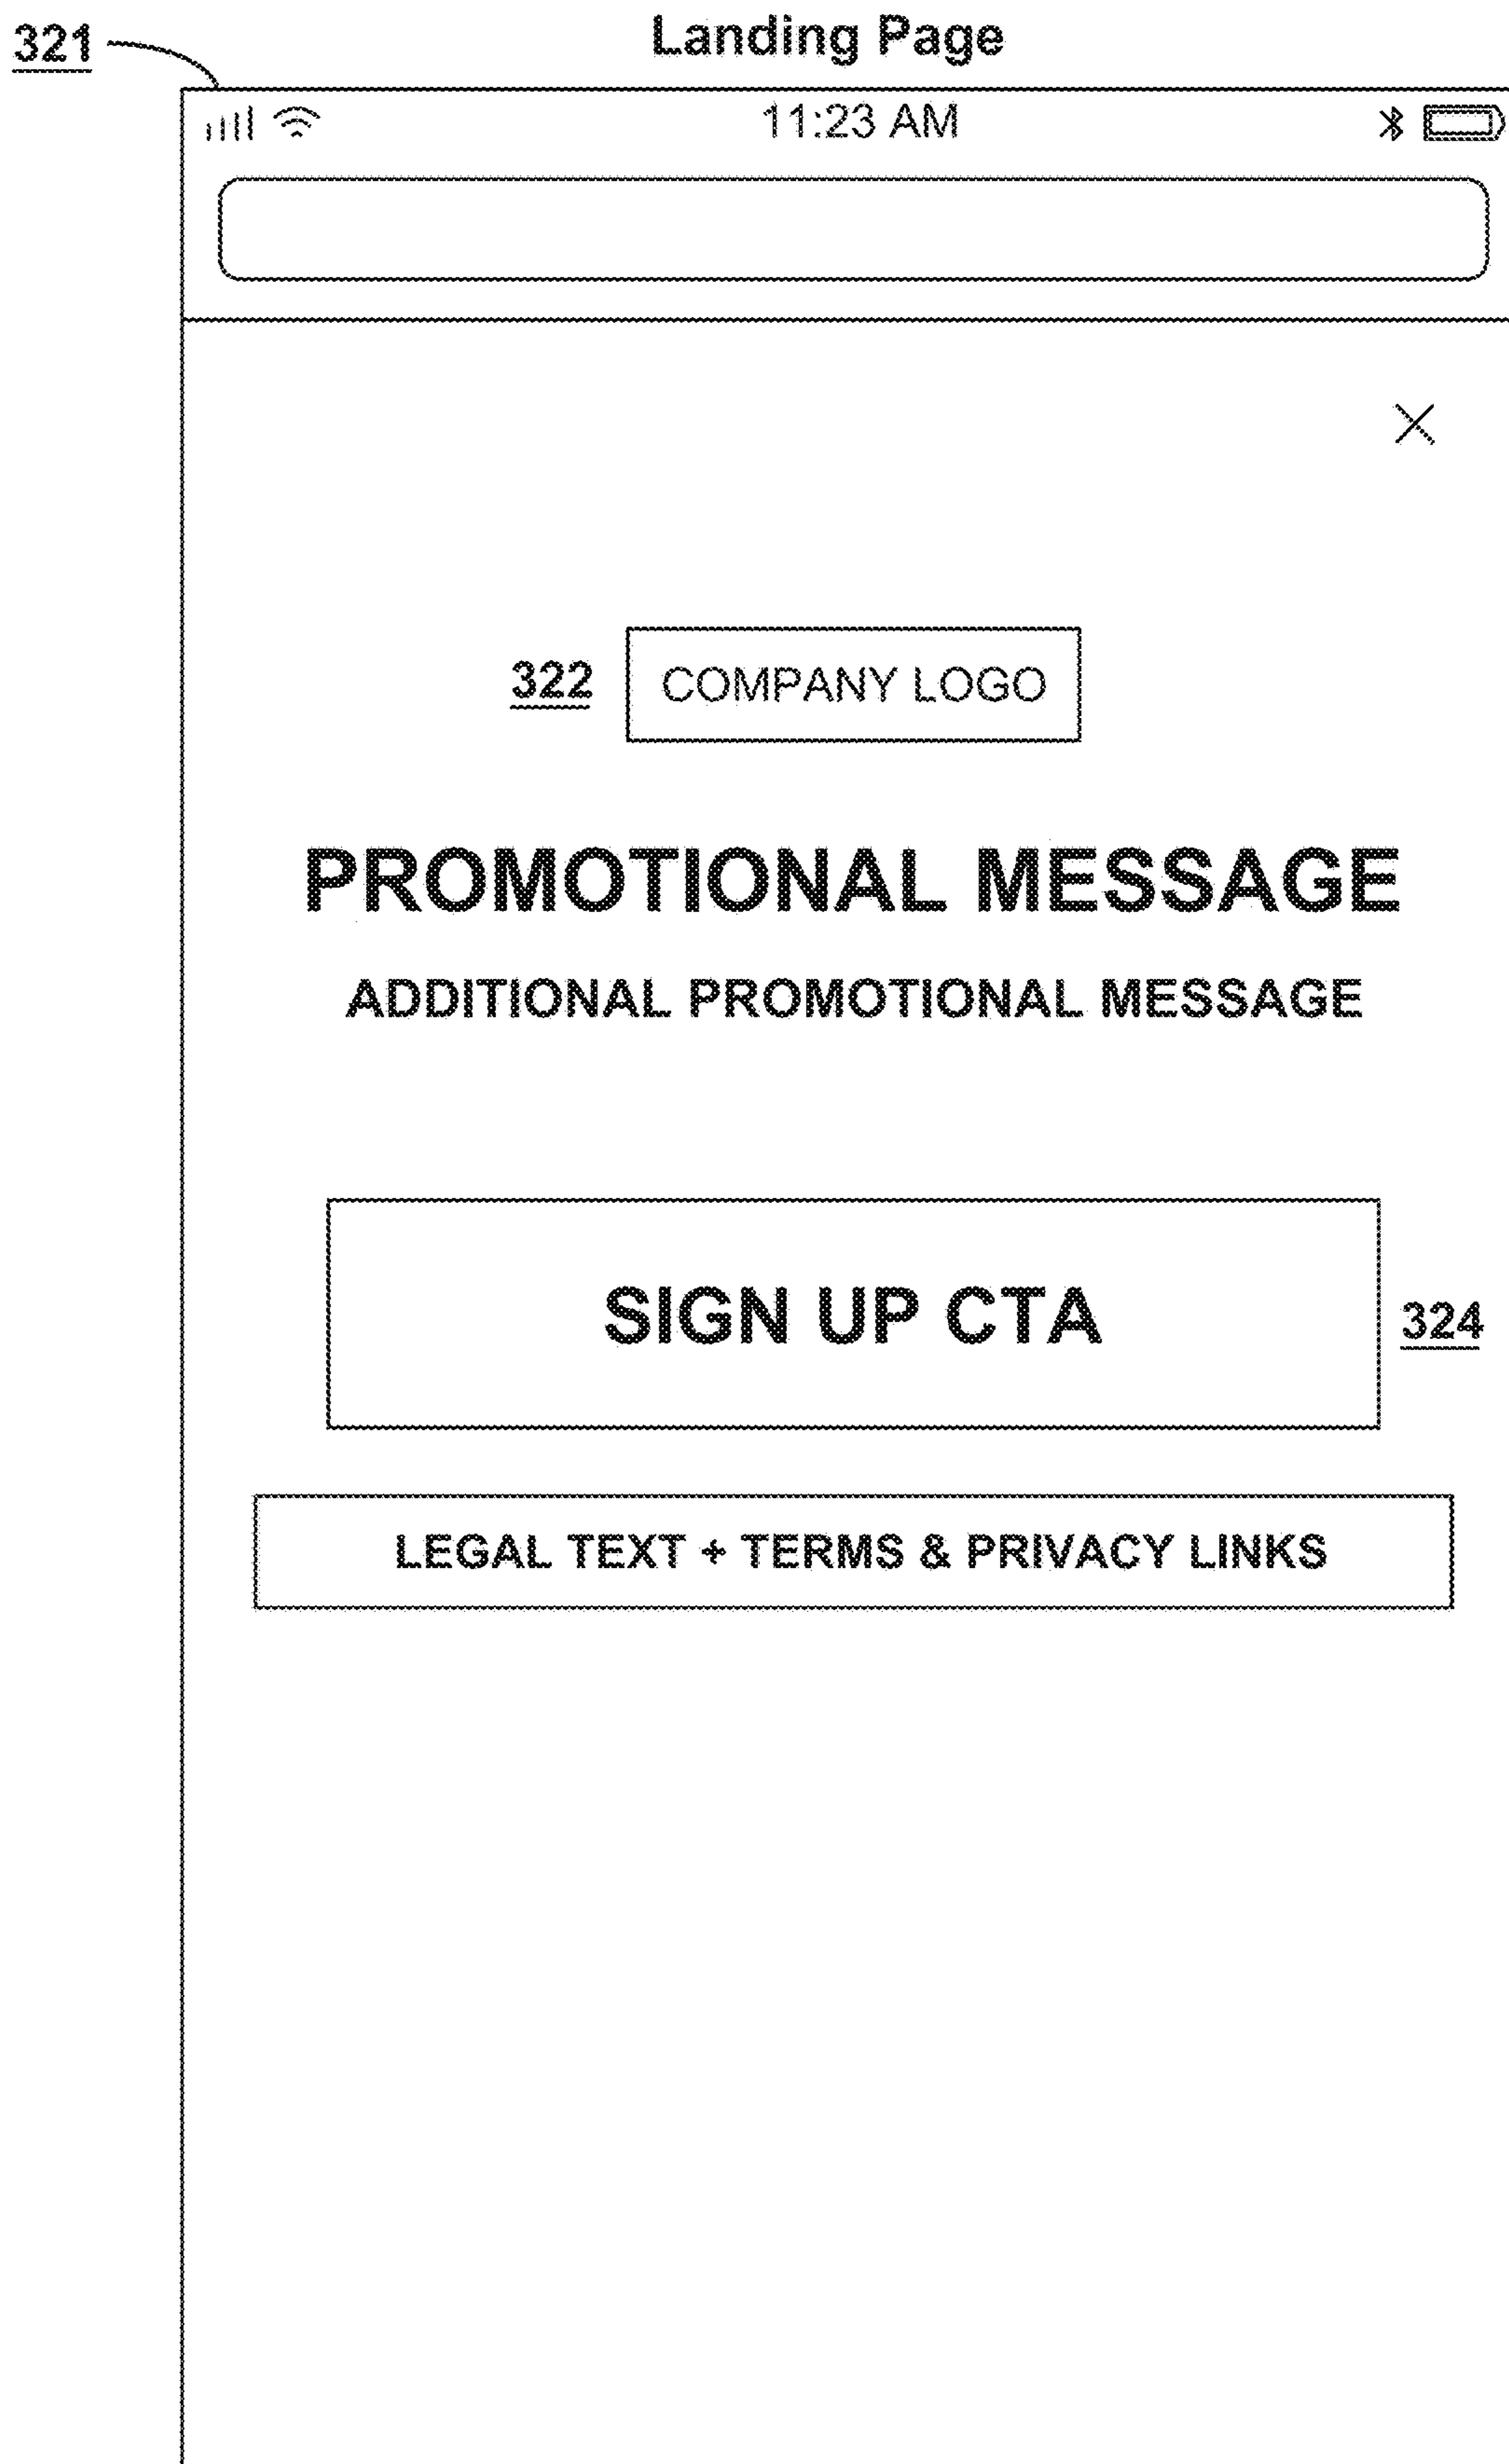 Landing Page
321
11:23 AM
322
COMPANY LOGO
PROMOTIONAL MESSAGE
ADDITIONAL PROMOTIONAL MESSAGE
SIGN UP CTA
324
LEGAL TEXT + TERMS & PRIVACY LINKS